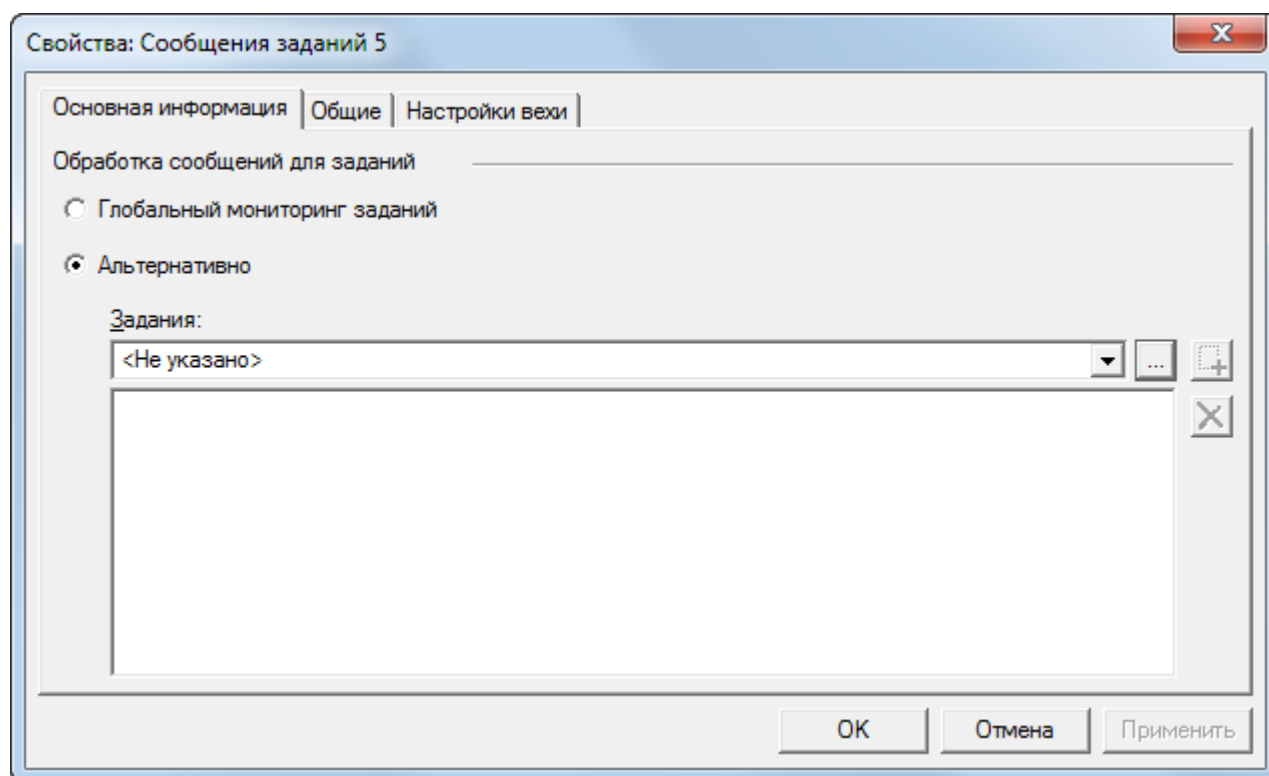 Свойства: Сообщения заданий 5
Основная информация Общие Настройки вехи
Обработка сообщений для заданий
Глобальный мониторинг заданий
Альтернативно
Задания:
<Не указано> ...
OK Отмена Применить